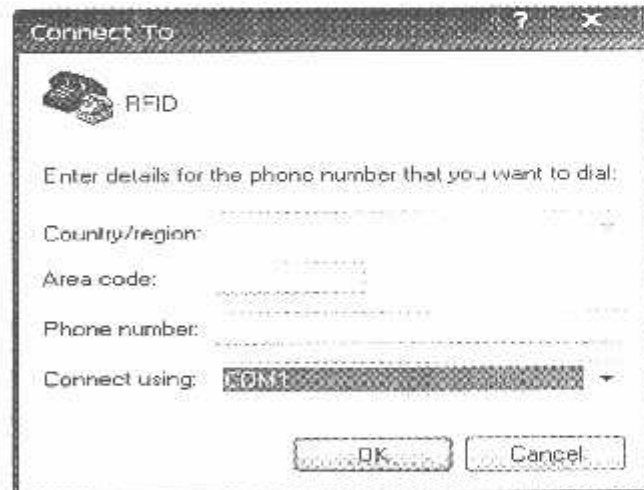 Connect To ? ×
RFID
Enter details for the phone number that you want to dial:
Country/region:
Area code:
Phone number:
Connect using: COM1
OK Cancel